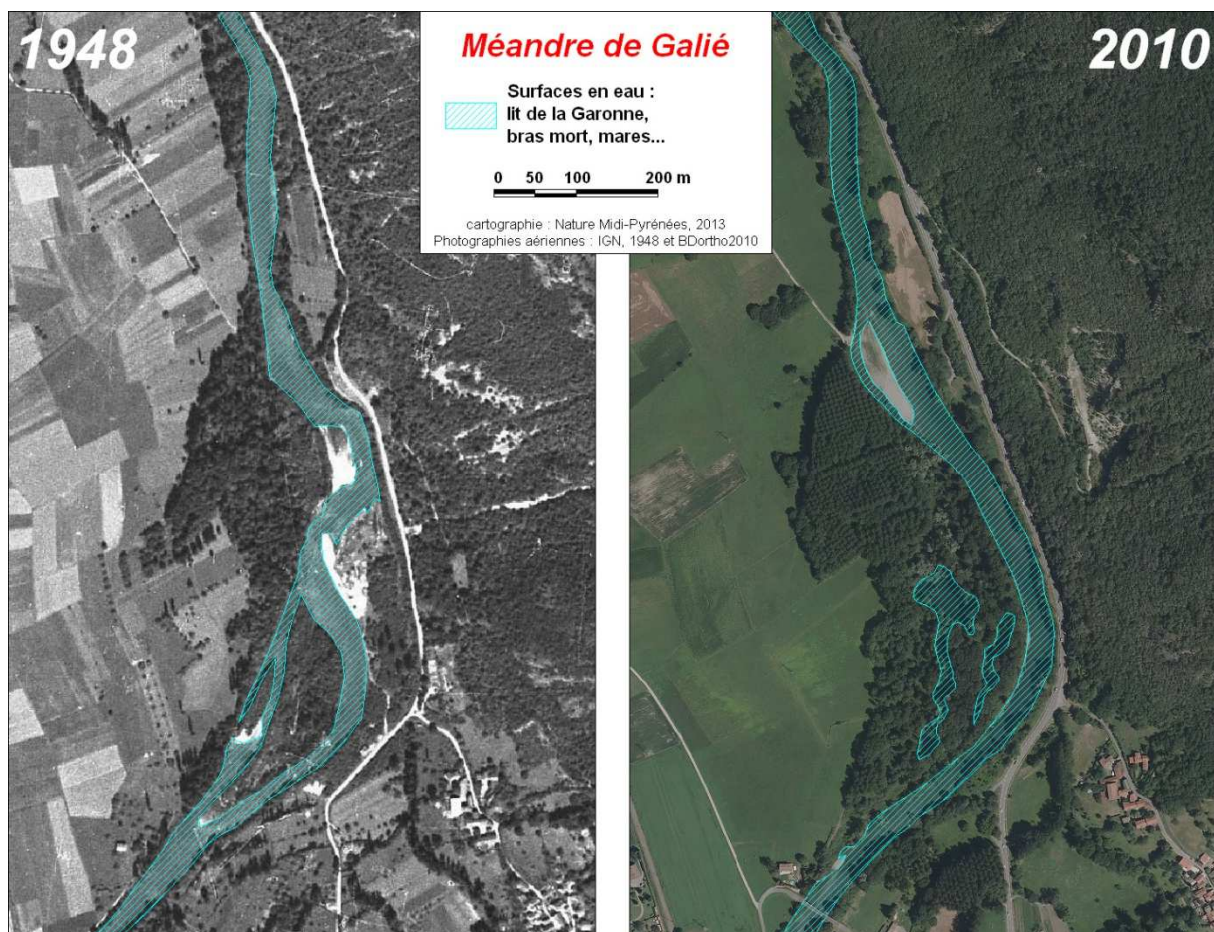 1948
Méandre de Galié
Surfaces en eau :
lit de la Garonne,
bras mort, mares...
0 50 100 200 m
cartographie : Nature Midi-Pyrénées, 2013
Photographies aériennes : IGN, 1948 et BDortho2010
2010